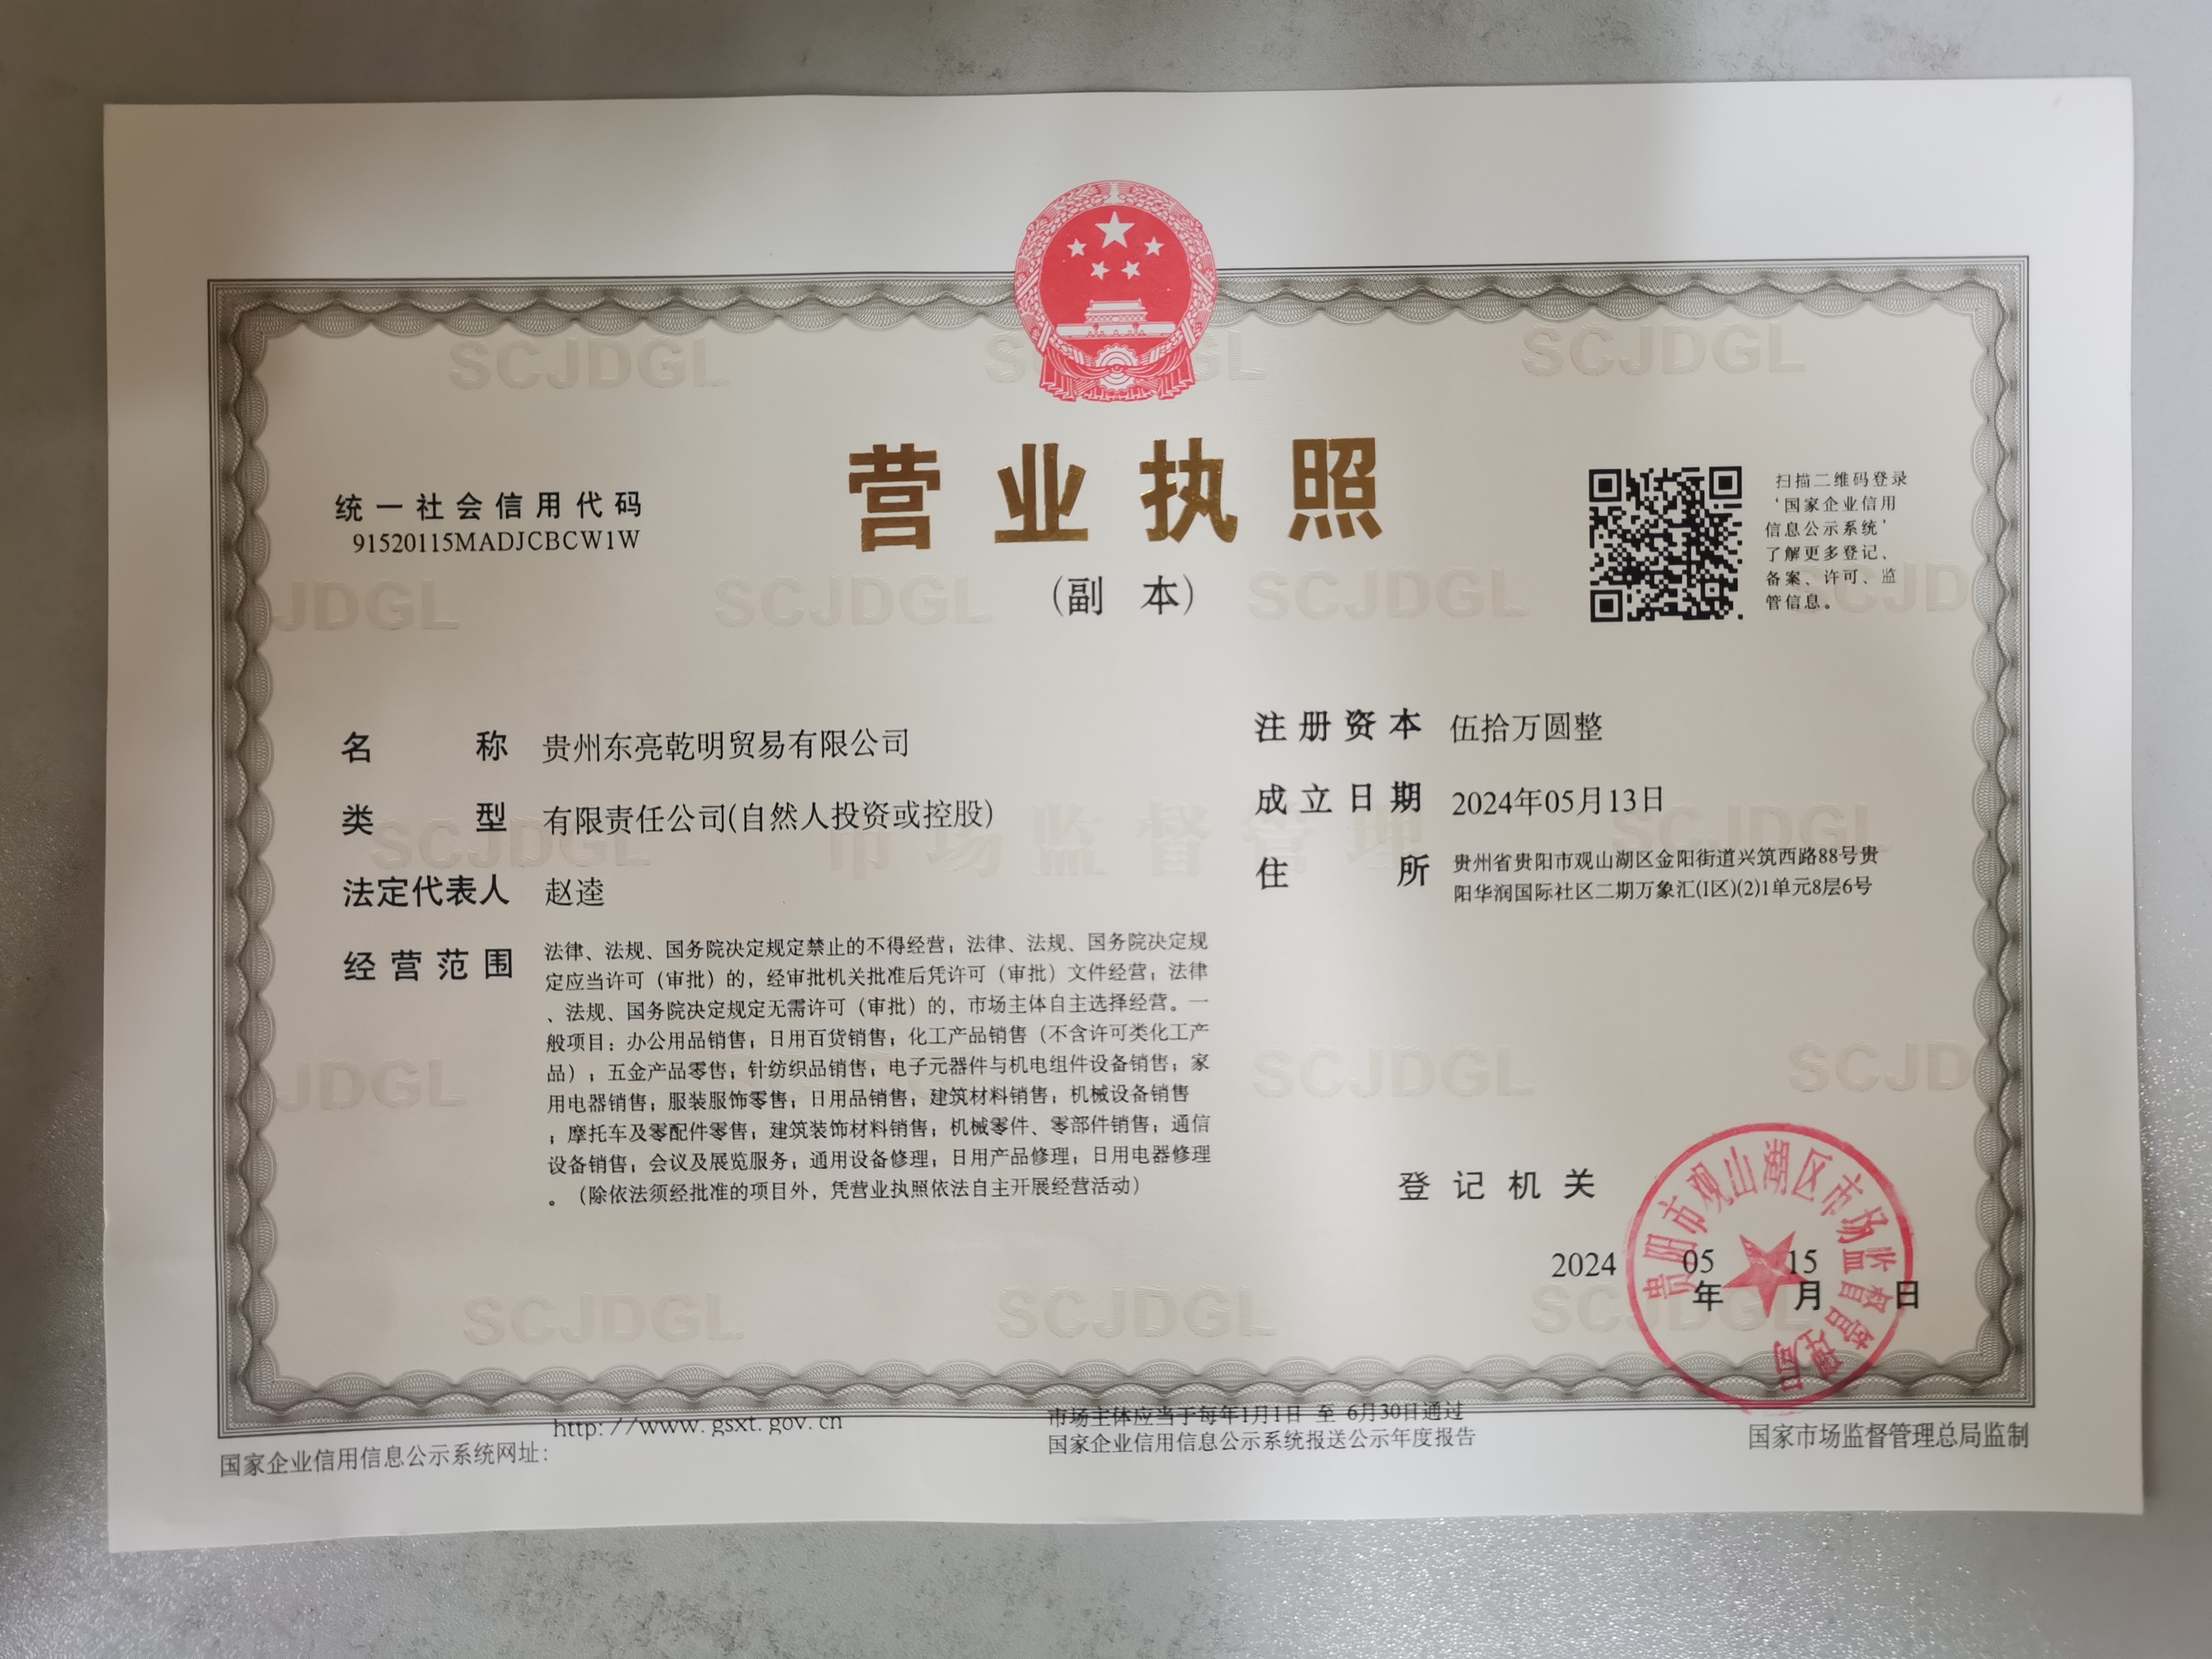 营业执照
(副 本)
统一社会信用代码
91520115MADJCBCW1W
扫描二维码登录
‘国家企业信用
信息公示系统’
了解更多登记、
备案、许可、监
管信息。
名 称 贵州东亮乾明贸易有限公司
类 型 有限责任公司(自然人投资或控股)
法定代表人 赵逵
经营范围 法律、法规、国务院决定规定禁止的不得经营；法律、法规、国务院决定规
定应当许可（审批）的，经审批机关批准后凭许可（审批）文件经营；法律
、法规、国务院决定规定无需许可（审批）的，市场主体自主选择经营。一
般项目：办公用品销售；日用百货销售；化工产品销售（不含许可类化工产
品）；五金产品零售；针纺织品销售；电子元器件与机电组件设备销售；家
用电器销售；服装服饰零售；日用品销售；建筑材料销售；机械设备销售
；摩托车及零配件零售；建筑装饰材料销售；机械零件、零部件销售；通信
设备销售；会议及展览服务；通用设备修理；日用产品修理；日用电器修理
。（除依法须经批准的项目外，凭营业执照依法自主开展经营活动）
注册资本 伍拾万圆整
成立日期 2024年05月13日
住 所 贵州省贵阳市观山湖区金阳街道兴筑西路88号贵
阳华润国际社区二期万象汇(I区)(2)1单元8层6号
登记机关
2024 05 15
年 月 日
贵阳市观山湖区市场监督管理局
SCJDGL
市场监督管理
国家企业信用信息公示系统网址：
http://www.gsxt.gov.cn
市场主体应当于每年1月1日 至 6月30日通过
国家企业信用信息公示系统报送公示年度报告
国家市场监督管理总局监制